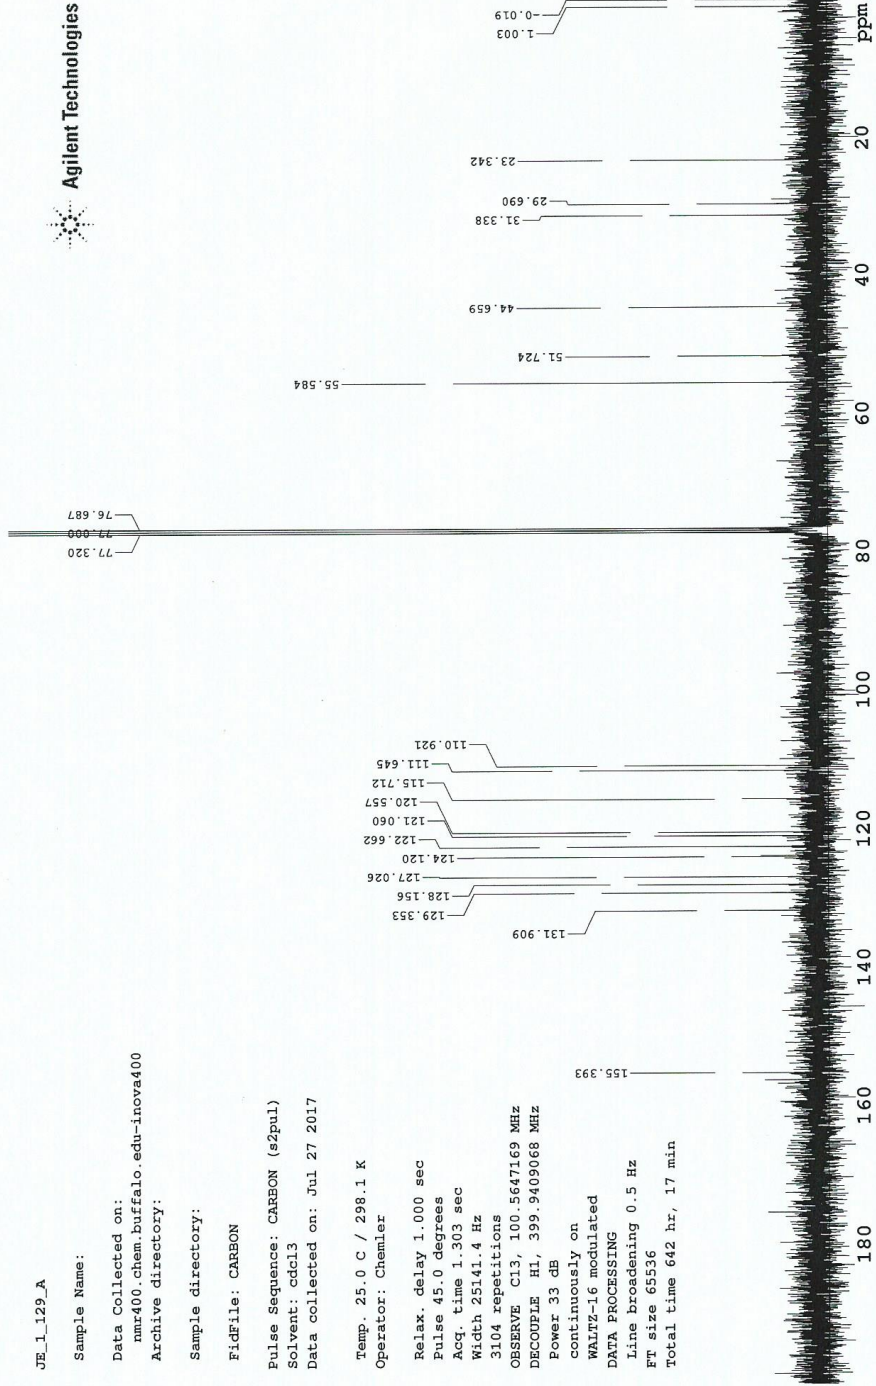 JE_1_129_A
Sample Name:
Data Collected on:
nmr400.chem.buffalo.edu-inova400
Archive directory:
Sample directory:
FidFile: CARBON
Pulse Sequence: CARBON (s2pul)
Solvent: cdcl3
Data collected on: Jul 27 2017
Temp. 25.0 C / 298.1 K
Operator: Chemler
Relax. delay 1.000 sec
Pulse 45.0 degrees
Acq. time 1.303 sec
Width 25141.4 Hz
3104 repetitions
OBSERVE C13, 100.5647169 MHz
DECOUPLE H1, 399.9409068 MHz
Power 33 dB
continuously on
WALTZ-16 modulated
DATA PROCESSING
Line broadening 0.5 Hz
FT size 65536
Total time 642 hr, 17 min
Agilent Technologies
155.393
131.909
129.353
128.156
127.026
124.120
122.662
121.060
120.557
115.712
111.645
110.921
77.320
77.000
76.687
55.584
51.724
44.659
31.338
29.690
23.342
1.003
-0.019
180 160 140 120 100 80 60 40 20 ppm